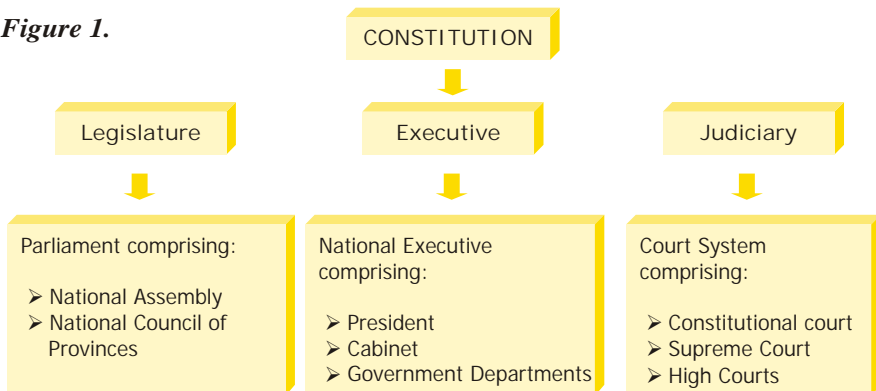 Figure 1.
CONSTITUTION
Legislature
Executive
Judiciary
Parliament comprising:
➢ National Assembly
➢ National Council of
Provinces
National Executive
comprising:
➢ President
➢ Cabinet
➢ Government Departments
Court System
comprising:
➢ Constitutional court
➢ Supreme Court
➢ High Courts